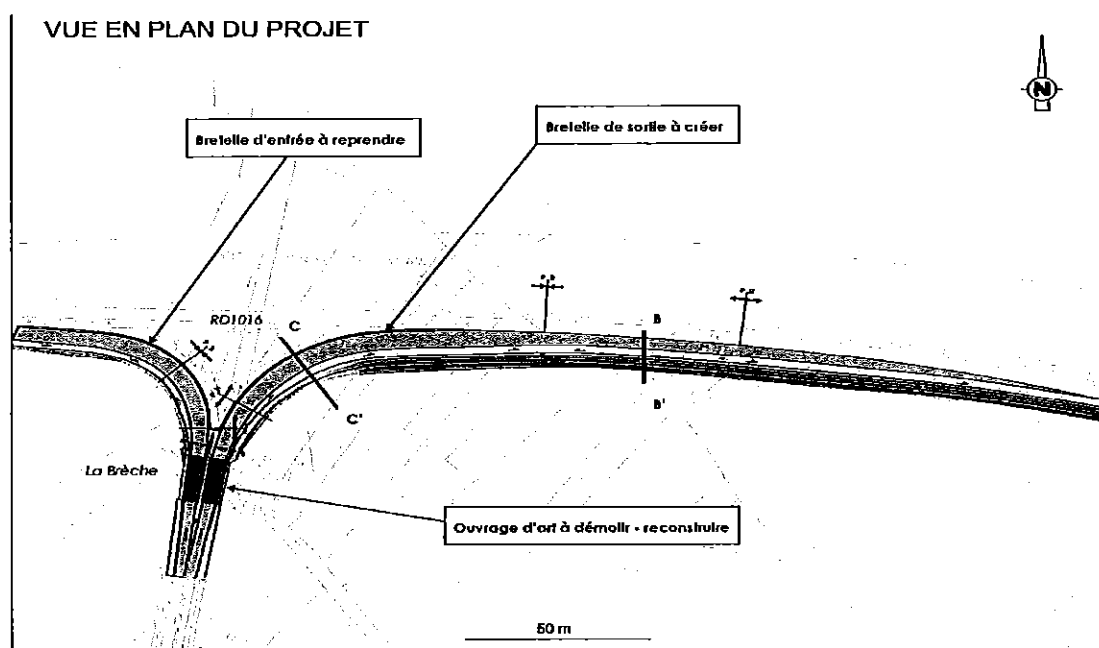 VUE EN PLAN DU PROJET
N
Bretelle d'entrée à reprendre
Bretelle de sortie à créer
RD1016
C
B
C'
B'
La Brèche
Ouvrage d'art à démolir - reconstruire
50 m